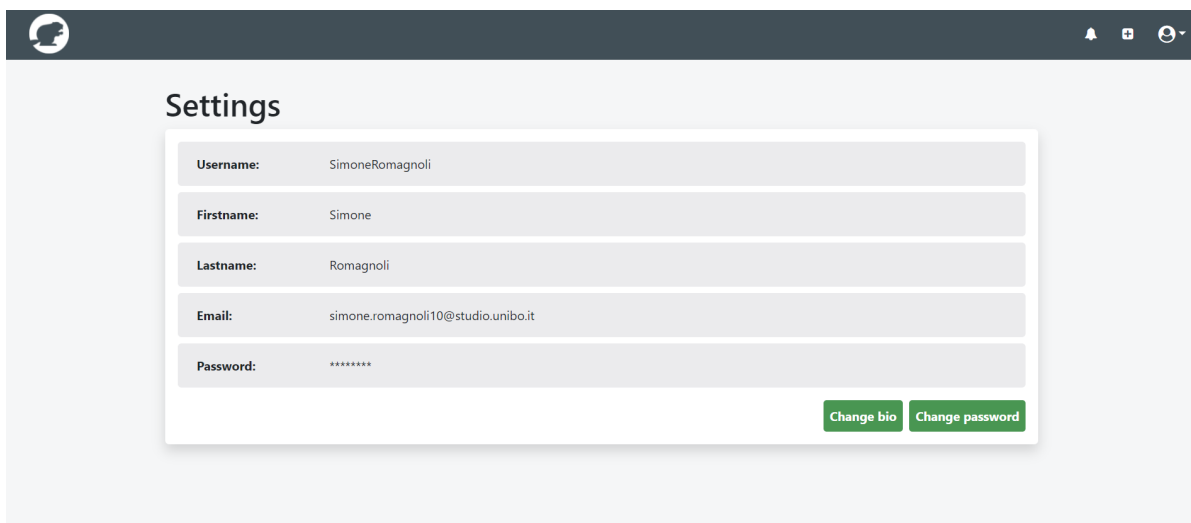 Settings
Username: SimoneRomagnoli
Firstname: Simone
Lastname: Romagnoli
Email: simone.romagnoli10@studio.unibo.it
Password: ********
Change bio Change password